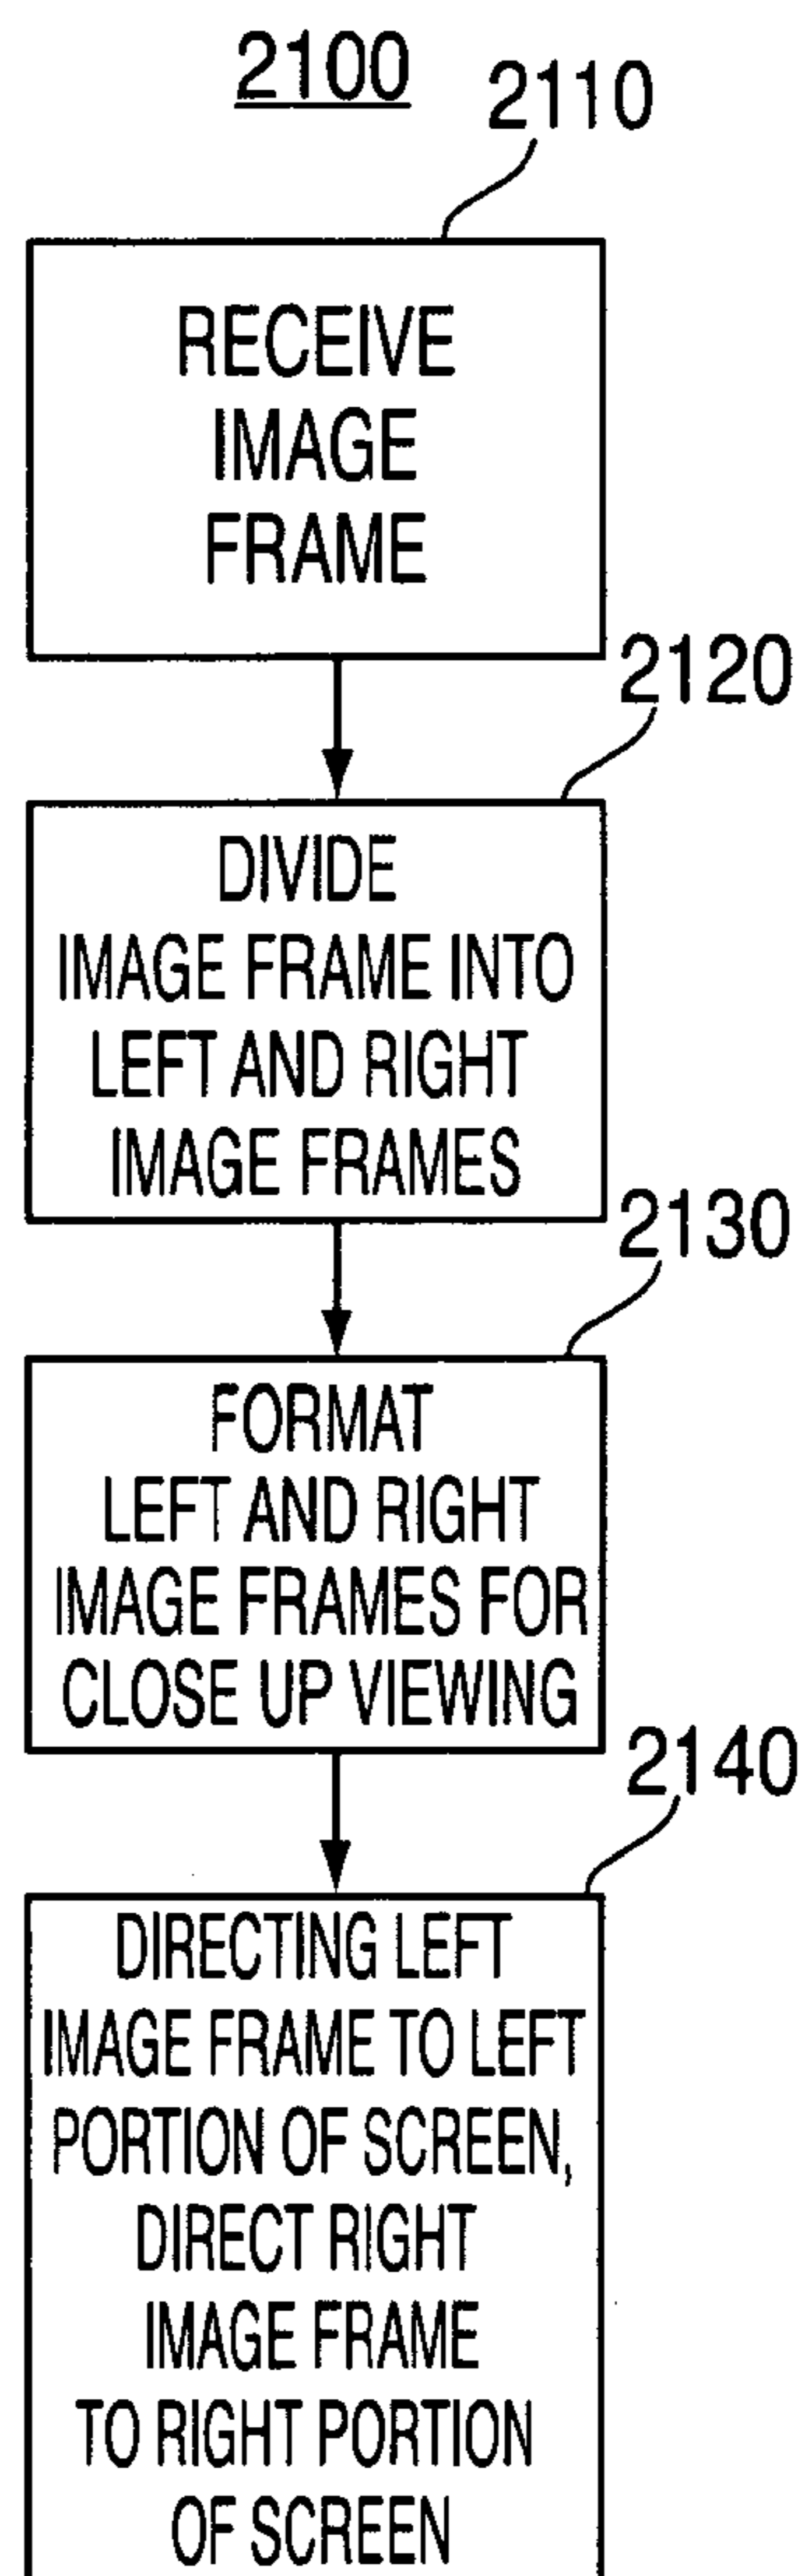 2100
2110
RECEIVE
IMAGE
FRAME
2120
DIVIDE
IMAGE FRAME INTO
LEFT AND RIGHT
IMAGE FRAMES
2130
FORMAT
LEFT AND RIGHT
IMAGE FRAMES FOR
CLOSE UP VIEWING
2140
DIRECTING LEFT
IMAGE FRAME TO LEFT
PORTION OF SCREEN,
DIRECT RIGHT
IMAGE FRAME
TO RIGHT PORTION
OF SCREEN